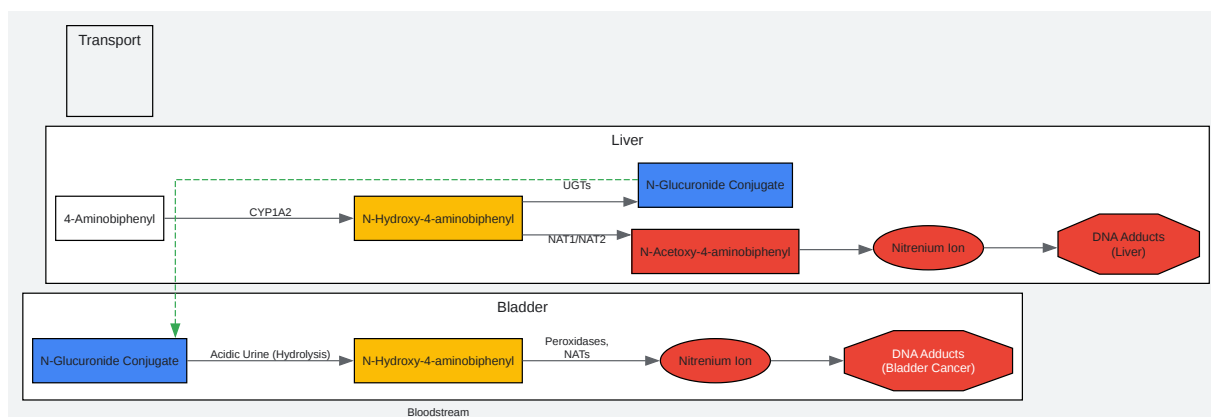 Transport
Liver
4-Aminobiphenyl
CYP1A2
N-Hydroxy-4-aminobiphenyl
UGTs
N-Glucuronide Conjugate
NAT1/NAT2
N-Acetoxy-4-aminobiphenyl
Nitrenium Ion
DNA Adducts
(Liver)
Bladder
N-Glucuronide Conjugate
Acidic Urine (Hydrolysis)
N-Hydroxy-4-aminobiphenyl
Peroxidases,
NATs
Nitrenium Ion
DNA Adducts
(Bladder Cancer)
Bloodstream